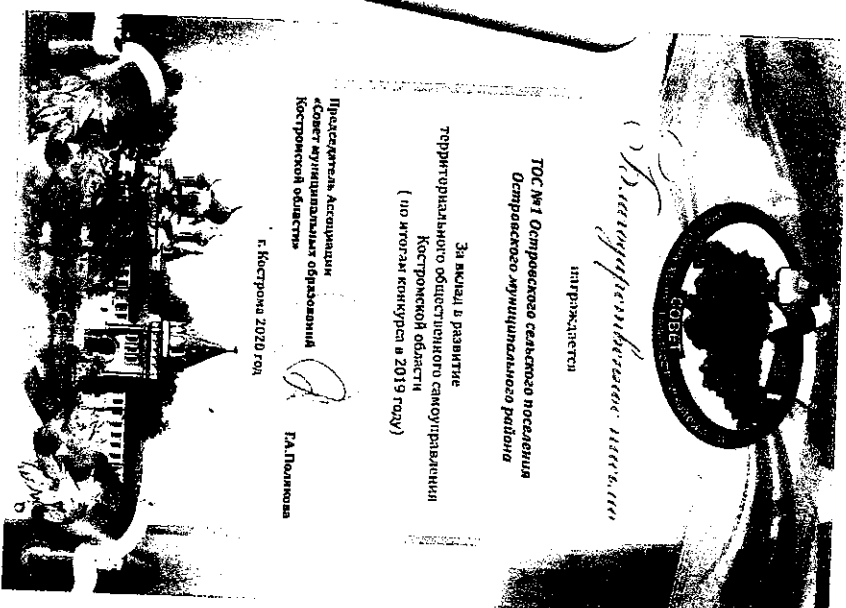 СОВЕТ
Благодарственное письмо
награждается
ТОС №1 Островского сельского поселения
Островского муниципального района
За вклад в развитие
территориального общественного самоуправления
Костромской области
( по итогам конкурса в 2019 году)
Председатель Ассоциации
«Совет муниципальных образований
Костромской области»
Г.А.Полякова
г. Кострома 2020 год